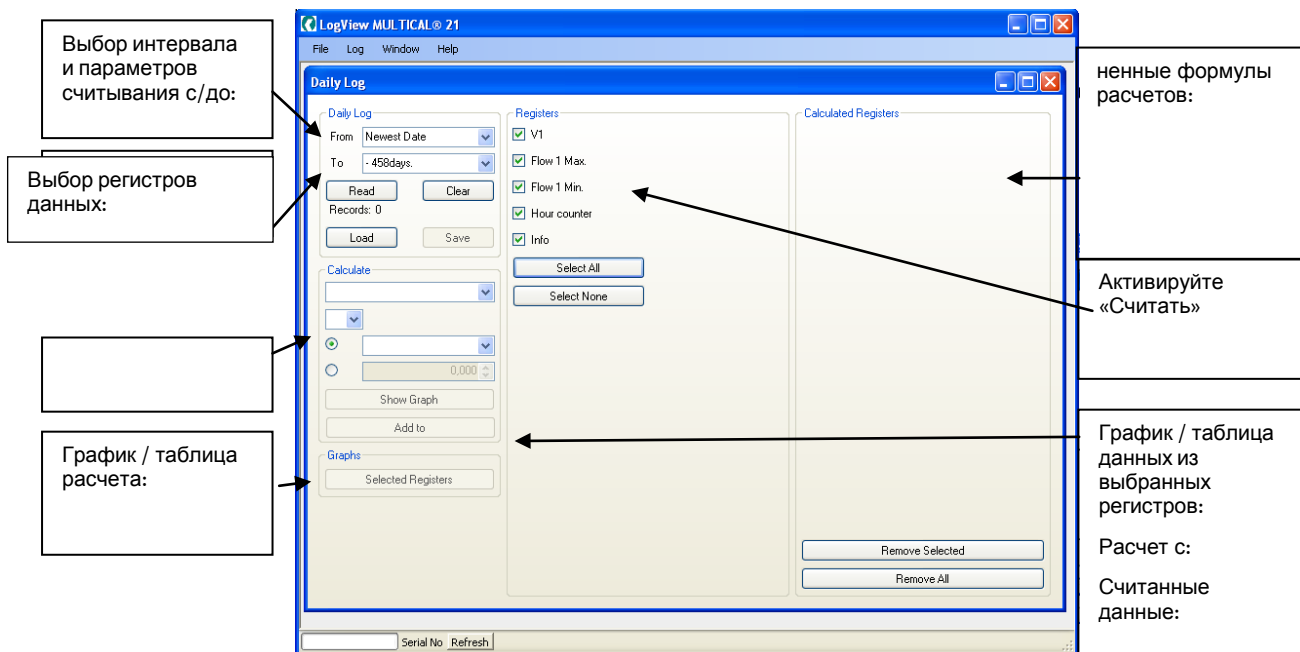 Выбор интервала
и параметров
считывания с/до:
Выбор регистров
данных:
График / таблица
расчета:
LogView MULTICAL® 21
File Log Window Help
Daily Log
Daily Log
From Newest Date
To - 458days.
Read Clear
Records: 0
Load Save
Calculate
0,000
Show Graph
Add to
Graphs
Selected Registers
Registers
V1
Flow 1 Max.
Flow 1 Min.
Hour counter
Info
Select All
Select None
Calculated Registers
Remove Selected
Remove All
Serial No Refresh
ненные формулы
расчетов:
Активируйте
«Считать»
График / таблица
данных из
выбранных
регистров:
Расчет с:
Считанные
данные: